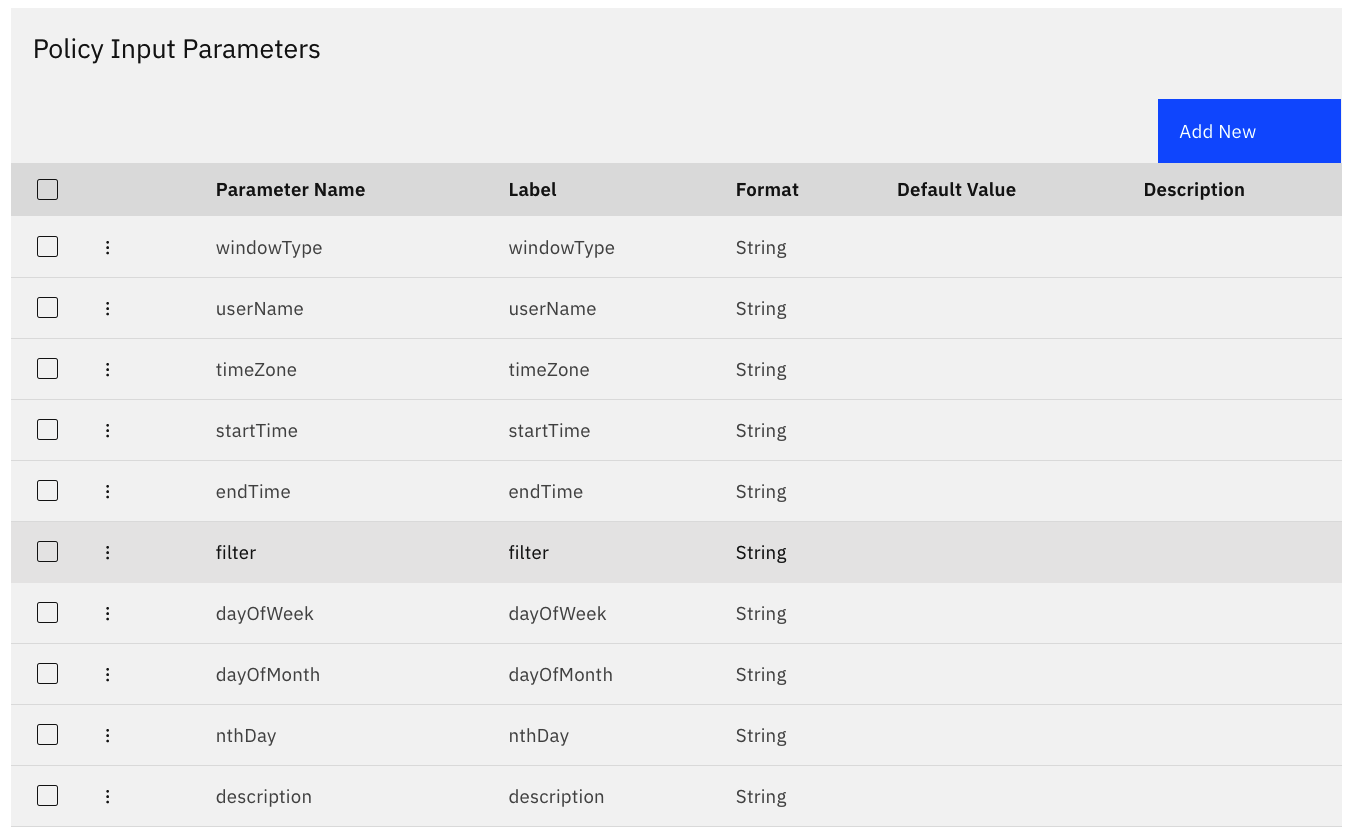 Policy Input Parameters
Add New
Parameter Name Label Format Default Value Description
windowType windowType String
userName userName String
timeZone timeZone String
startTime startTime String
endTime endTime String
filter filter String
dayOfWeek dayOfWeek String
dayOfMonth dayOfMonth String
nthDay nthDay String
description description String